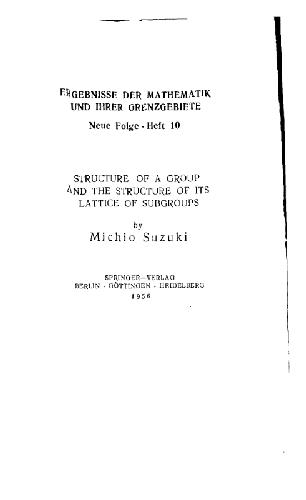 ERGEBNISSE DER MATHEMATIK
UND IHRER GRENZGEBIETE
Neue Folge · Heft 10
STRUCTURE OF A GROUP
AND THE STRUCTURE OF ITS
LATTICE OF SUBGROUPS
by
Michio Suzuki
SPRINGER—VERLAG
BERLIN · GÖTTINGEN · HEIDELBERG
1956